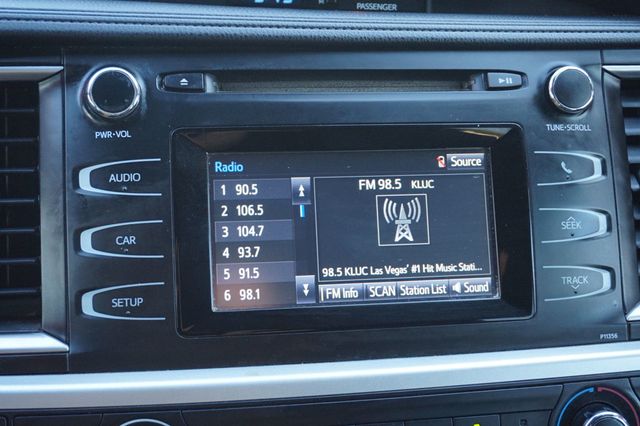 PASSENGER
PWR•VOL
TUNE•SCROLL
AUDIO
CAR
SETUP
SEEK
TRACK
P11356
Radio
Source
1 90.5
2 106.5
3 104.7
4 93.7
5 91.5
6 98.1
FM 98.5 KLUC
98.5 KLUC Las Vegas' #1 Hit Music Stati...
FM Info SCAN Station List Sound